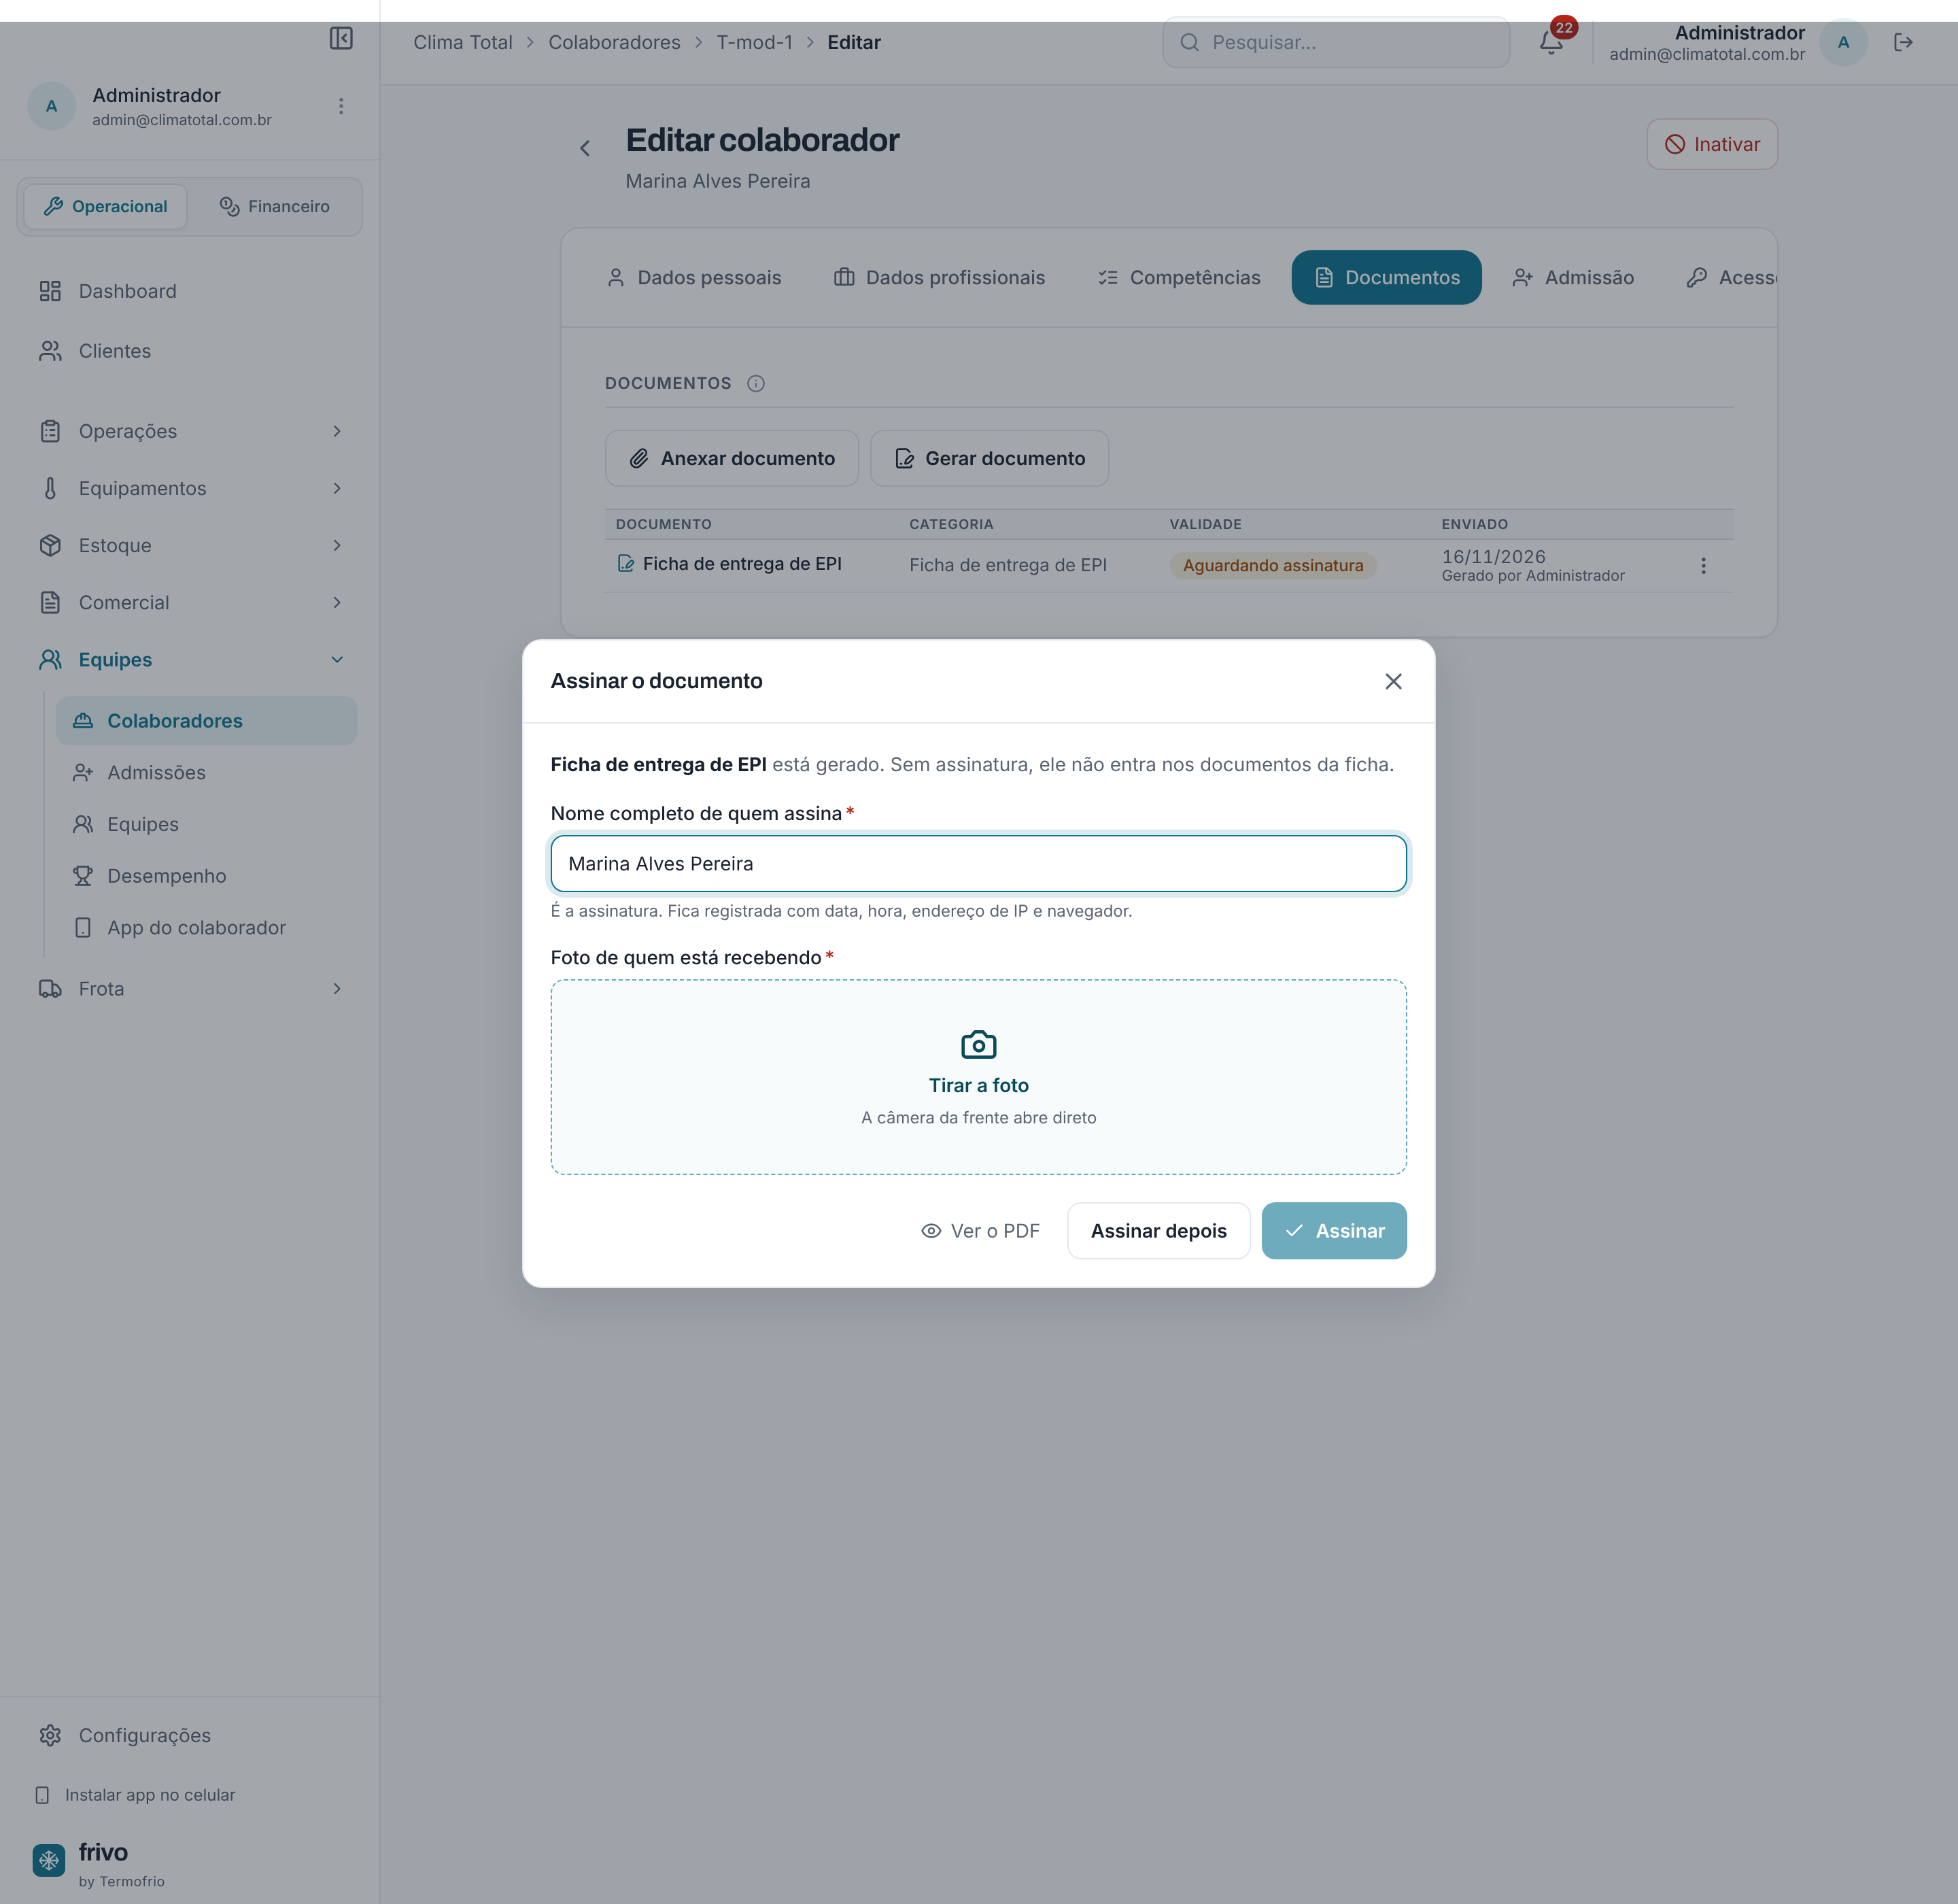 Clima Total
Colaboradores
T-mod-1
Editar
Pesquisar...
22
Administrador
admin@climatotal.com.br
A
A
Administrador
admin@climatotal.com.br
Operacional
Financeiro
Dashboard
Clientes
Operações
Equipamentos
Estoque
Comercial
Equipes
Colaboradores
Admissões
Equipes
Desempenho
App do colaborador
Frota
Configurações
Instalar app no celular
frivo
by Termofrio
Editar colaborador
Marina Alves Pereira
Inativar
Dados pessoais
Dados profissionais
Competências
Documentos
Admissão
Acess
DOCUMENTOS
Anexar documento
Gerar documento
DOCUMENTO CATEGORIA VALIDADE ENVIADO
Ficha de entrega de EPI Ficha de entrega de EPI Aguardando assinatura 16/11/2026
Gerado por Administrador
Assinar o documento
Ficha de entrega de EPI está gerado. Sem assinatura, ele não entra nos documentos da ficha.
Nome completo de quem assina*
Marina Alves Pereira
É a assinatura. Fica registrada com data, hora, endereço de IP e navegador.
Foto de quem está recebendo*
Tirar a foto
A câmera da frente abre direto
Ver o PDF
Assinar depois
Assinar